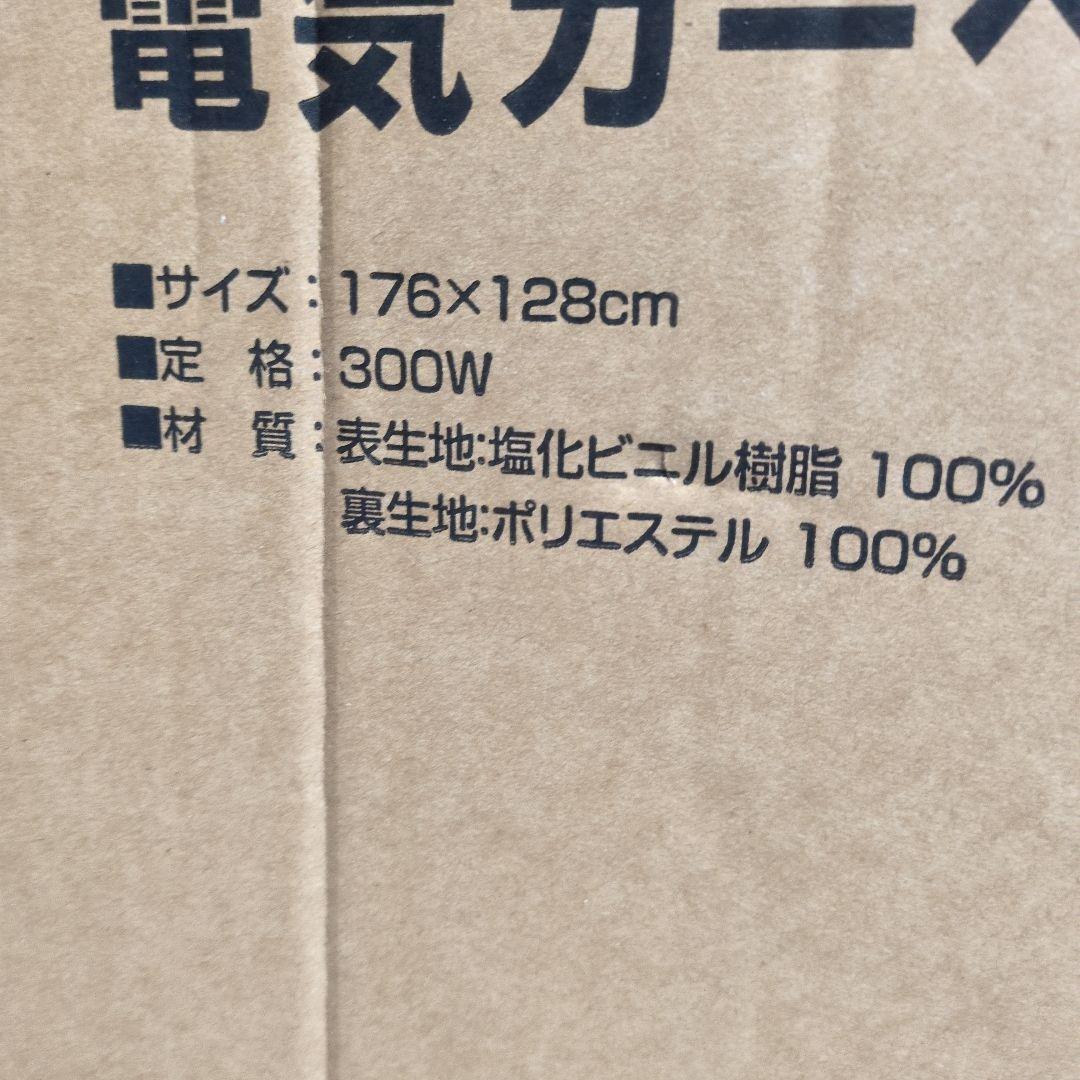 電気カーペ
■サイズ：176×128cm
■定　格：300W
■材　質：表生地:塩化ビニル樹脂 100%
裏生地:ポリエステル 100%